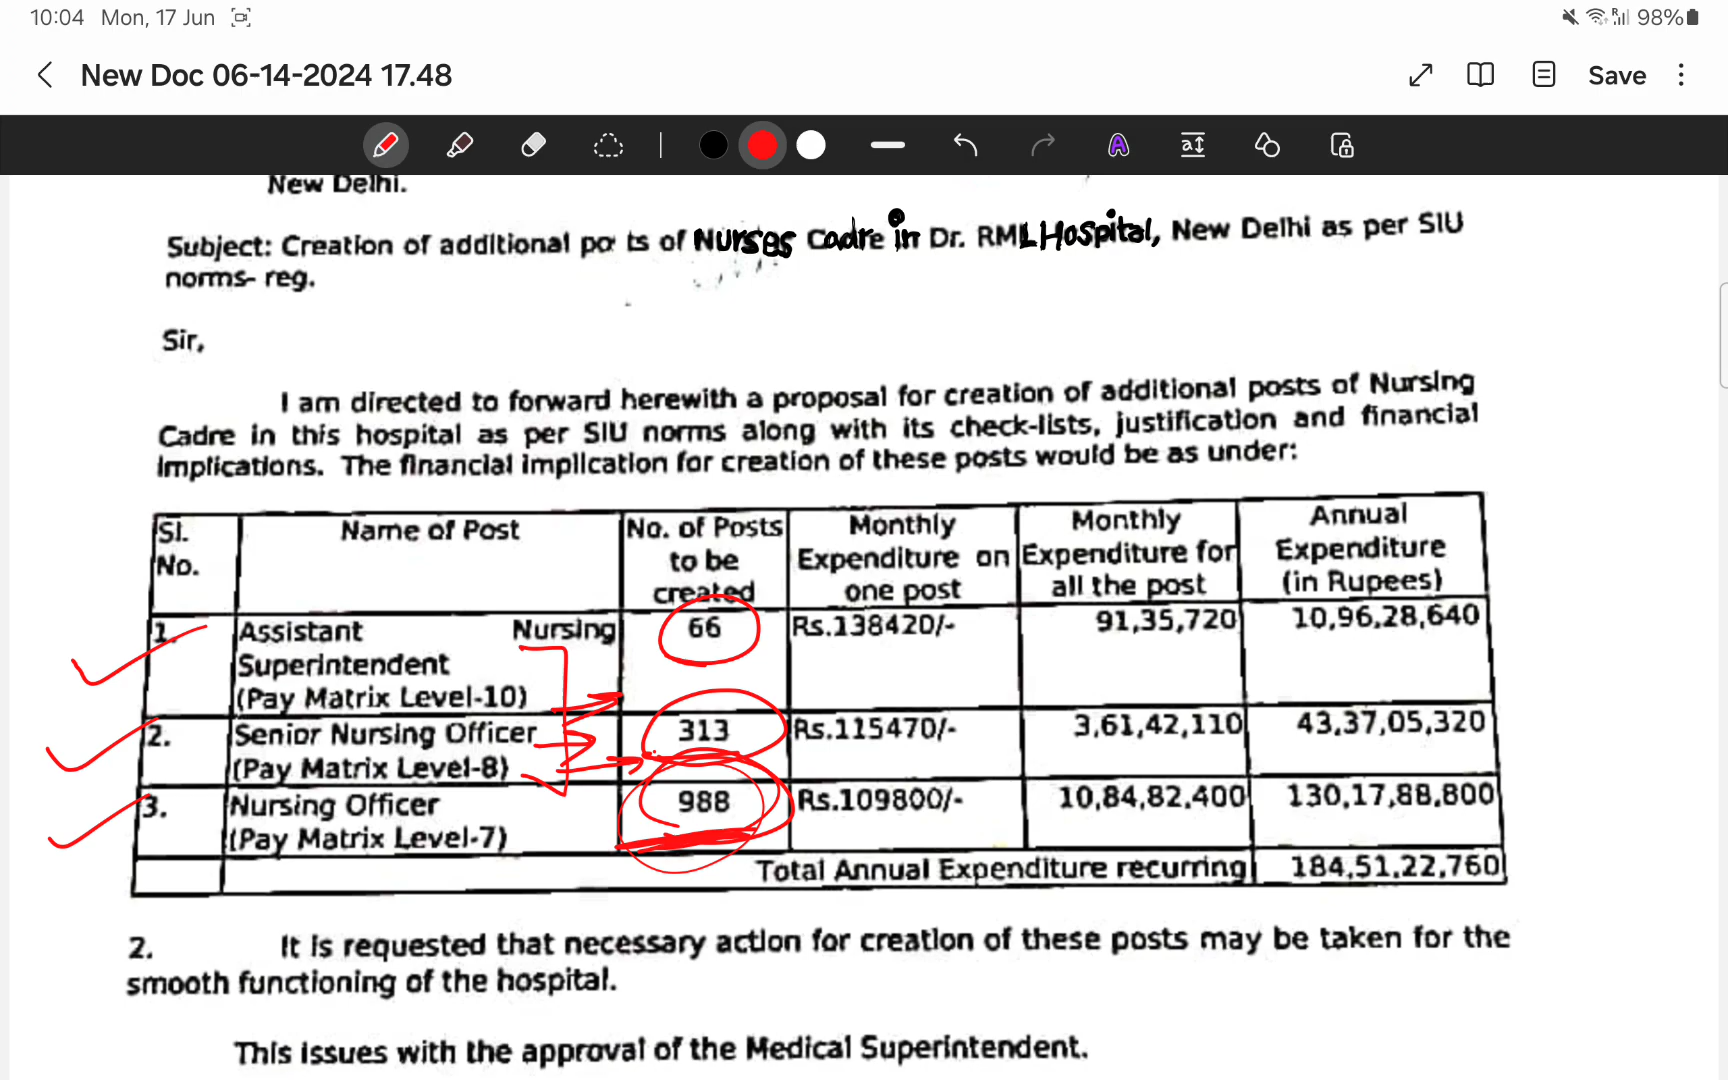 10:04 Mon, 17 Jun
98%
New Doc 06-14-2024 17.48
Save
New Delhi.
Subject: Creation of additional po ts of Nurses Cadre in Dr. RML Hospital, New Delhi as per SIU
norms- reg.
Sir,
I am directed to forward herewith a proposal for creation of additional posts of Nursing
Cadre in this hospital as per SIU norms along with its check-lists, justification and financial
implications. The financial implication for creation of these posts would be as under:
Sl. No. Name of Post No. of Posts to be created Monthly Expenditure on one post Monthly Expenditure for all the post Annual Expenditure (in Rupees)
1. Assistant Nursing 66 Rs.138420/- 91,35,720 10,96,28,640
Superintendent
(Pay Matrix Level-10)
2. Senior Nursing Officer 313 Rs.115470/- 3,61,42,110 43,37,05,320
(Pay Matrix Level-8)
3. Nursing Officer 988 Rs.109800/- 10,84,82,400 130,17,88,800
(Pay Matrix Level-7)
Total Annual Expenditure recurring 184,51,22,760
2. It is requested that necessary action for creation of these posts may be taken for the
smooth functioning of the hospital.
This issues with the approval of the Medical Superintendent.